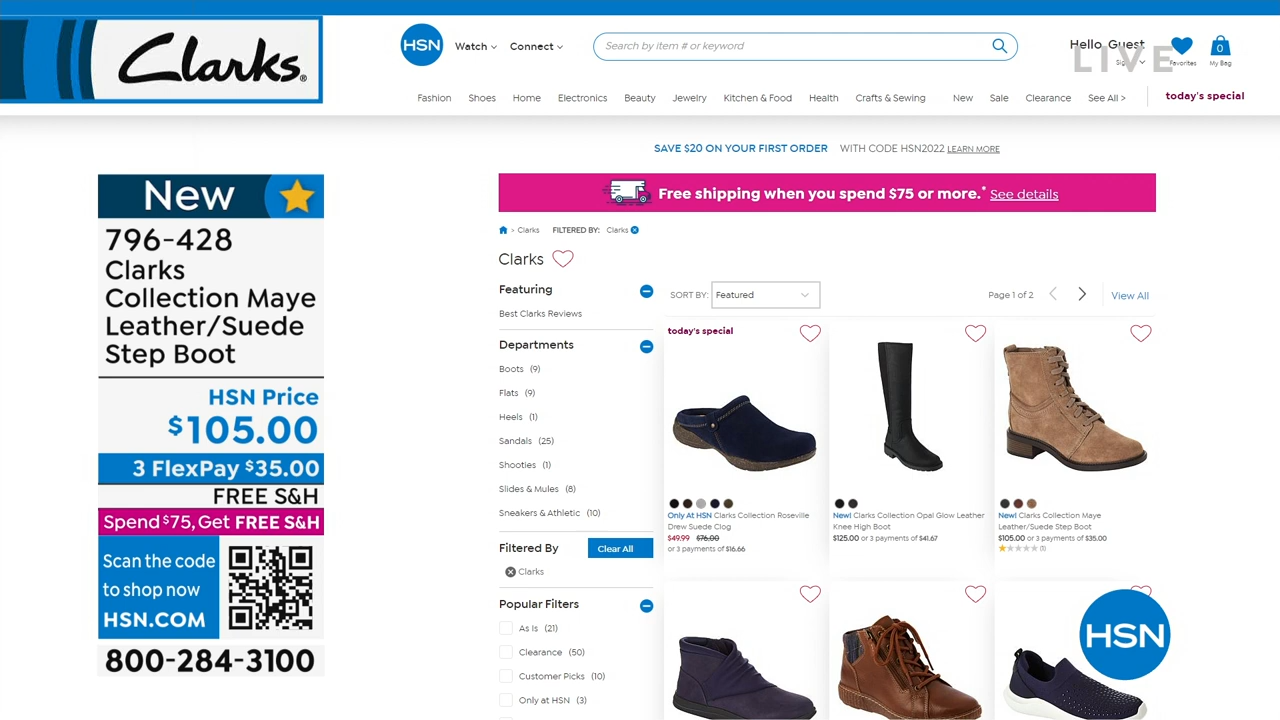 Clarks®
New
796-428
Clarks
Collection Maye
Leather/Suede
Step Boot
HSN Price
$105.00
3 FlexPay $35.00
FREE S&H
Spend $75, Get FREE S&H
Scan the code
to shop now
HSN.COM
800-284-3100
HSN
Watch
Connect
Search by item # or keyword
Hello, Guest
LIVE
Favorites
0
My Bag
Fashion Shoes Home Electronics Beauty Jewelry Kitchen & Food Health Crafts & Sewing New Sale Clearance See All > today's special
SAVE $20 ON YOUR FIRST ORDER WITH CODE HSN2022 LEARN MORE
Free shipping when you spend $75 or more.* See details
> Clarks FILTERED BY: Clarks
Clarks
Featuring
Best Clarks Reviews
Departments
Boots (9)
Flats (9)
Heels (1)
Sandals (25)
Shooties (1)
Slides & Mules (8)
Sneakers & Athletic (10)
Filtered By
Clear All
Clarks
Popular Filters
As Is (21)
Clearance (50)
Customer Picks (10)
Only at HSN (3)
SORT BY: Featured
Page 1 of 2
View All
today's special
Only At HSN Clarks Collection Roseville
Drew Suede Clog
$49.99 $76.00
or 3 payments of $16.66
New! Clarks Collection Opal Glow Leather
Knee High Boot
$125.00 or 3 payments of $41.67
New! Clarks Collection Maye
Leather/Suede Step Boot
$105.00 or 3 payments of $35.00
(1)
HSN